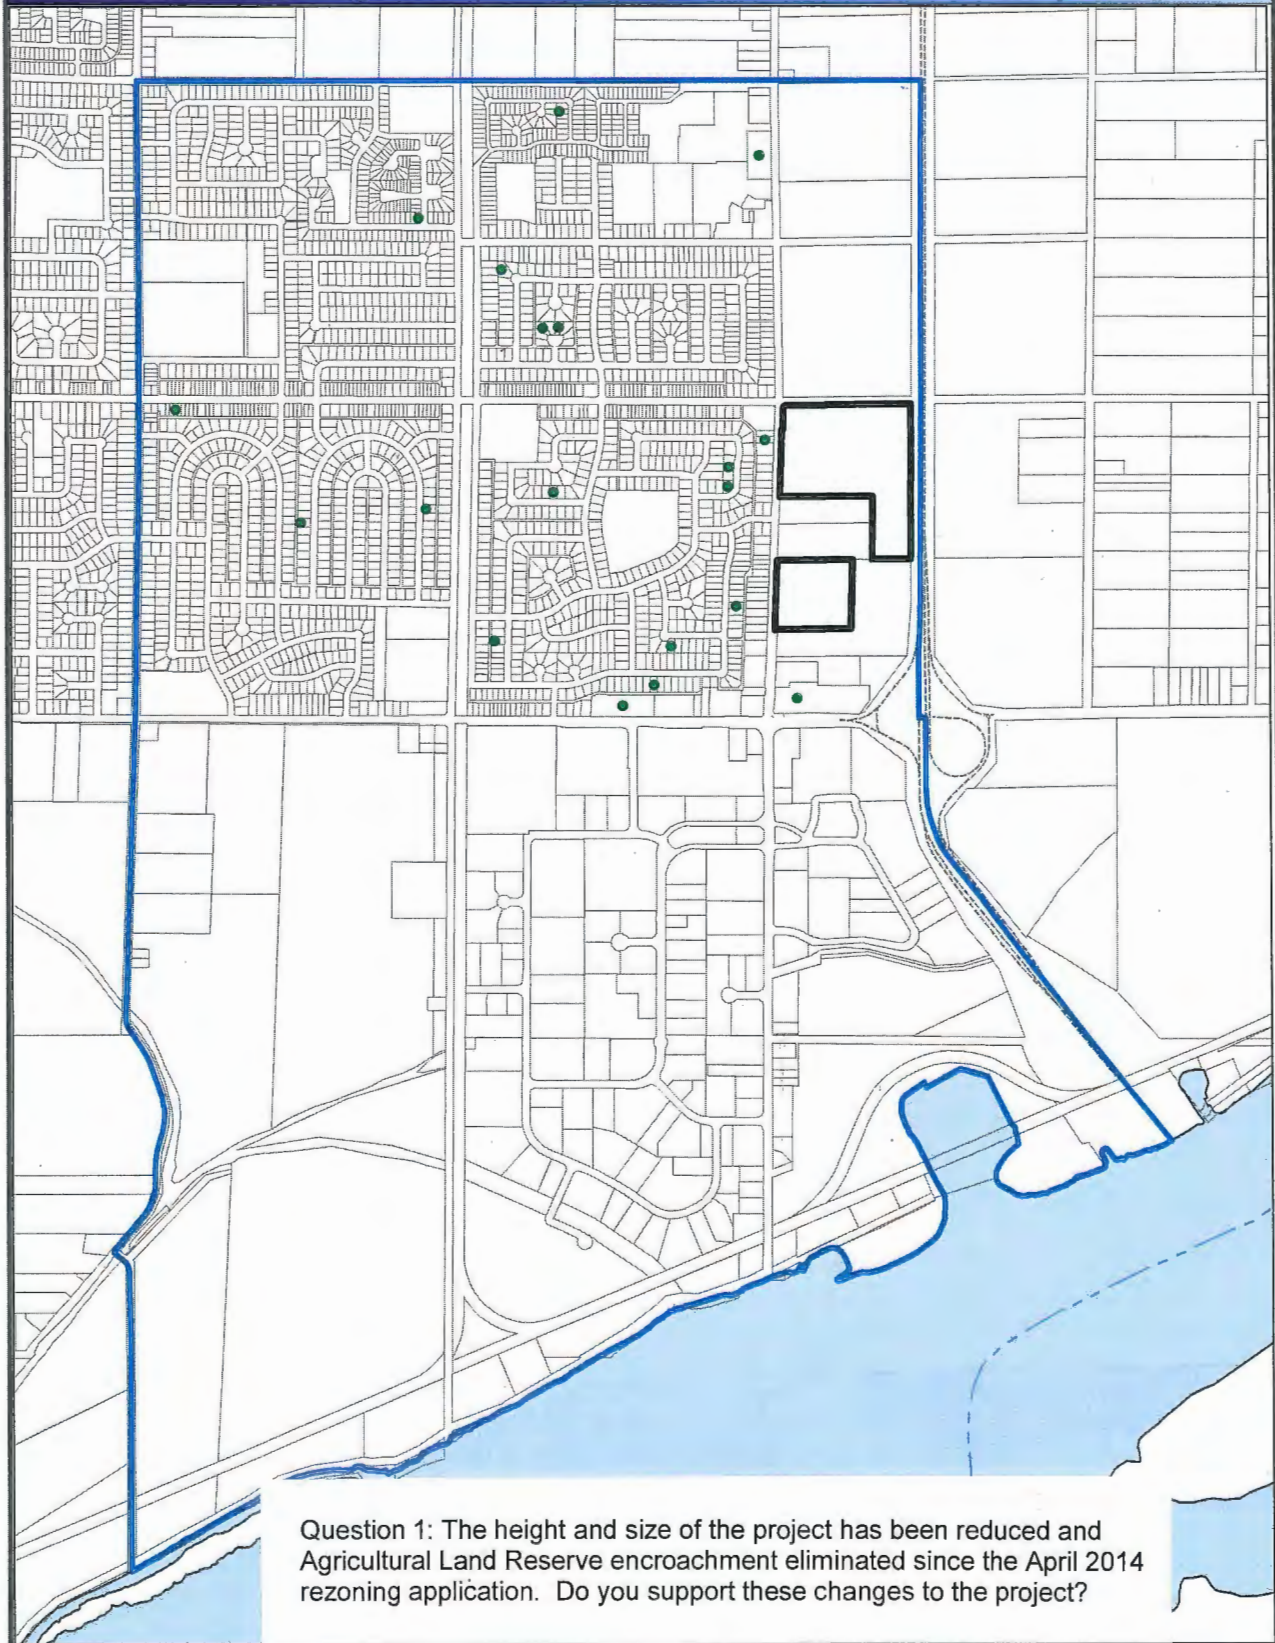 Question 1: The height and size of the project has been reduced and
Agricultural Land Reserve encroachment eliminated since the April 2014
rezoning application.  Do you support these changes to the project?